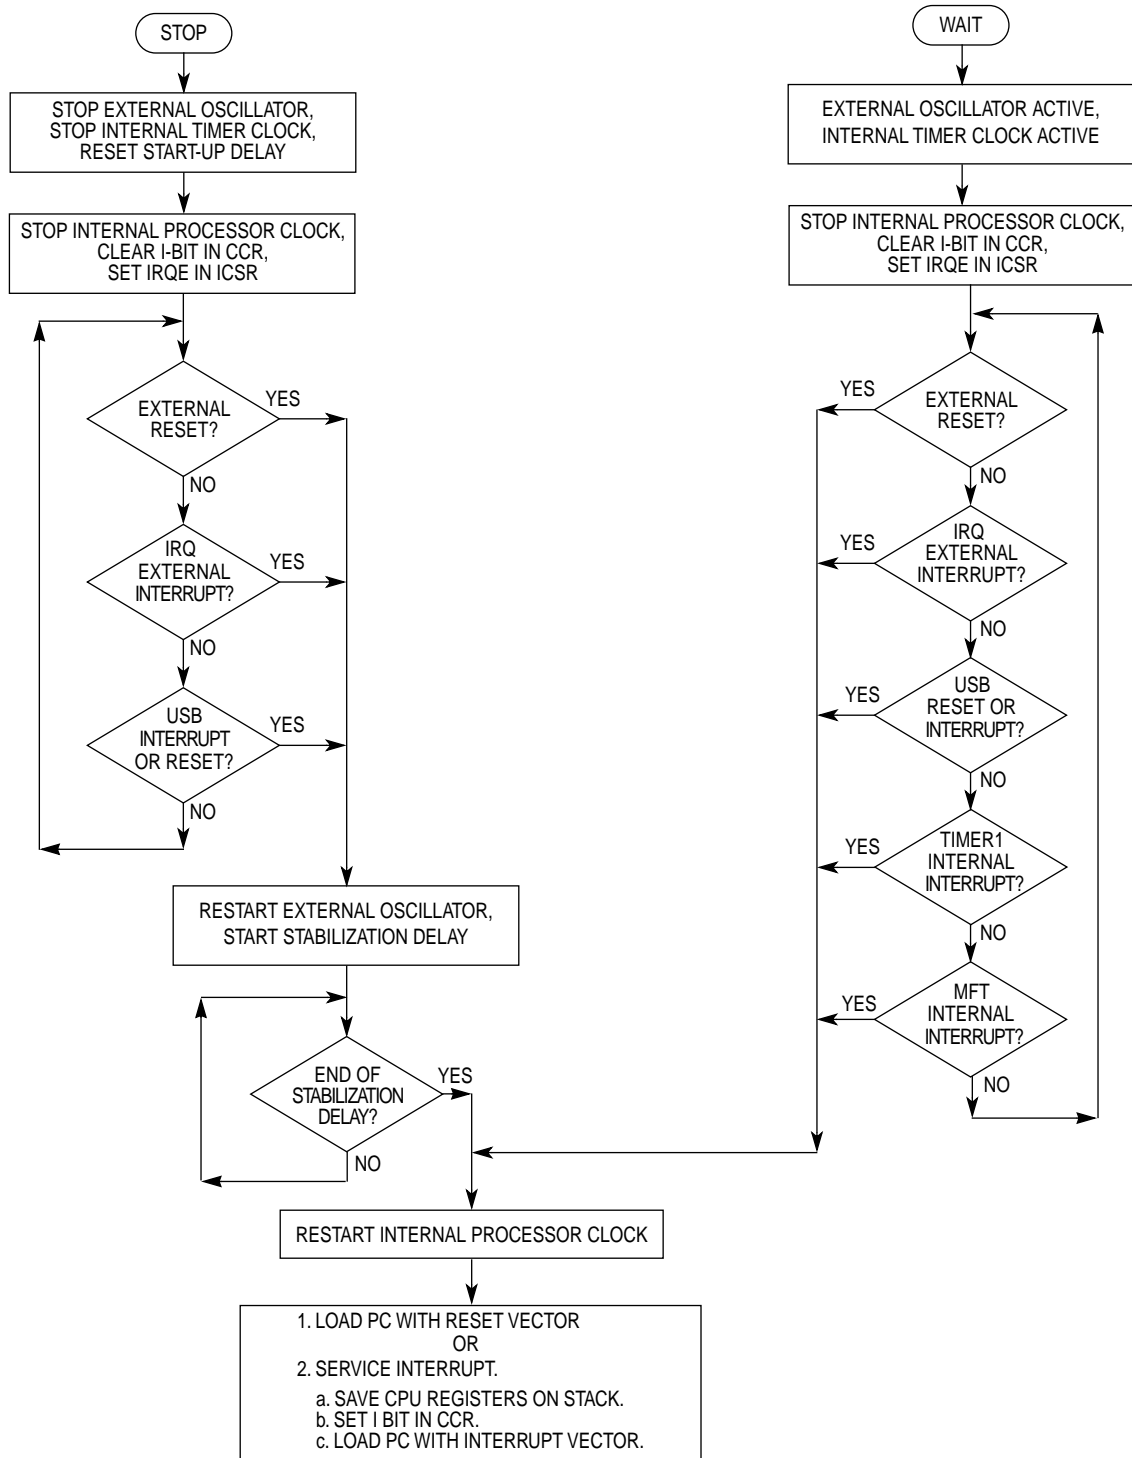 STOP
STOP EXTERNAL OSCILLATOR,
STOP INTERNAL TIMER CLOCK,
RESET START-UP DELAY
STOP INTERNAL PROCESSOR CLOCK,
CLEAR I-BIT IN CCR,
SET IRQE IN ICSR
EXTERNAL
RESET?
YES
NO
IRQ
EXTERNAL
INTERRUPT?
YES
NO
USB
INTERRUPT
OR RESET?
YES
NO
RESTART EXTERNAL OSCILLATOR,
START STABILIZATION DELAY
END OF
STABILIZATION
DELAY?
YES
NO
WAIT
EXTERNAL OSCILLATOR ACTIVE,
INTERNAL TIMER CLOCK ACTIVE
STOP INTERNAL PROCESSOR CLOCK,
CLEAR I-BIT IN CCR,
SET IRQE IN ICSR
YES
EXTERNAL
RESET?
NO
YES
IRQ
EXTERNAL
INTERRUPT?
NO
YES
USB
RESET OR
INTERRUPT?
NO
YES
TIMER1
INTERNAL
INTERRUPT?
NO
YES
MFT
INTERNAL
INTERRUPT?
NO
RESTART INTERNAL PROCESSOR CLOCK
1. LOAD PC WITH RESET VECTOR
OR
2. SERVICE INTERRUPT.
a. SAVE CPU REGISTERS ON STACK.
b. SET I BIT IN CCR.
c. LOAD PC WITH INTERRUPT VECTOR.